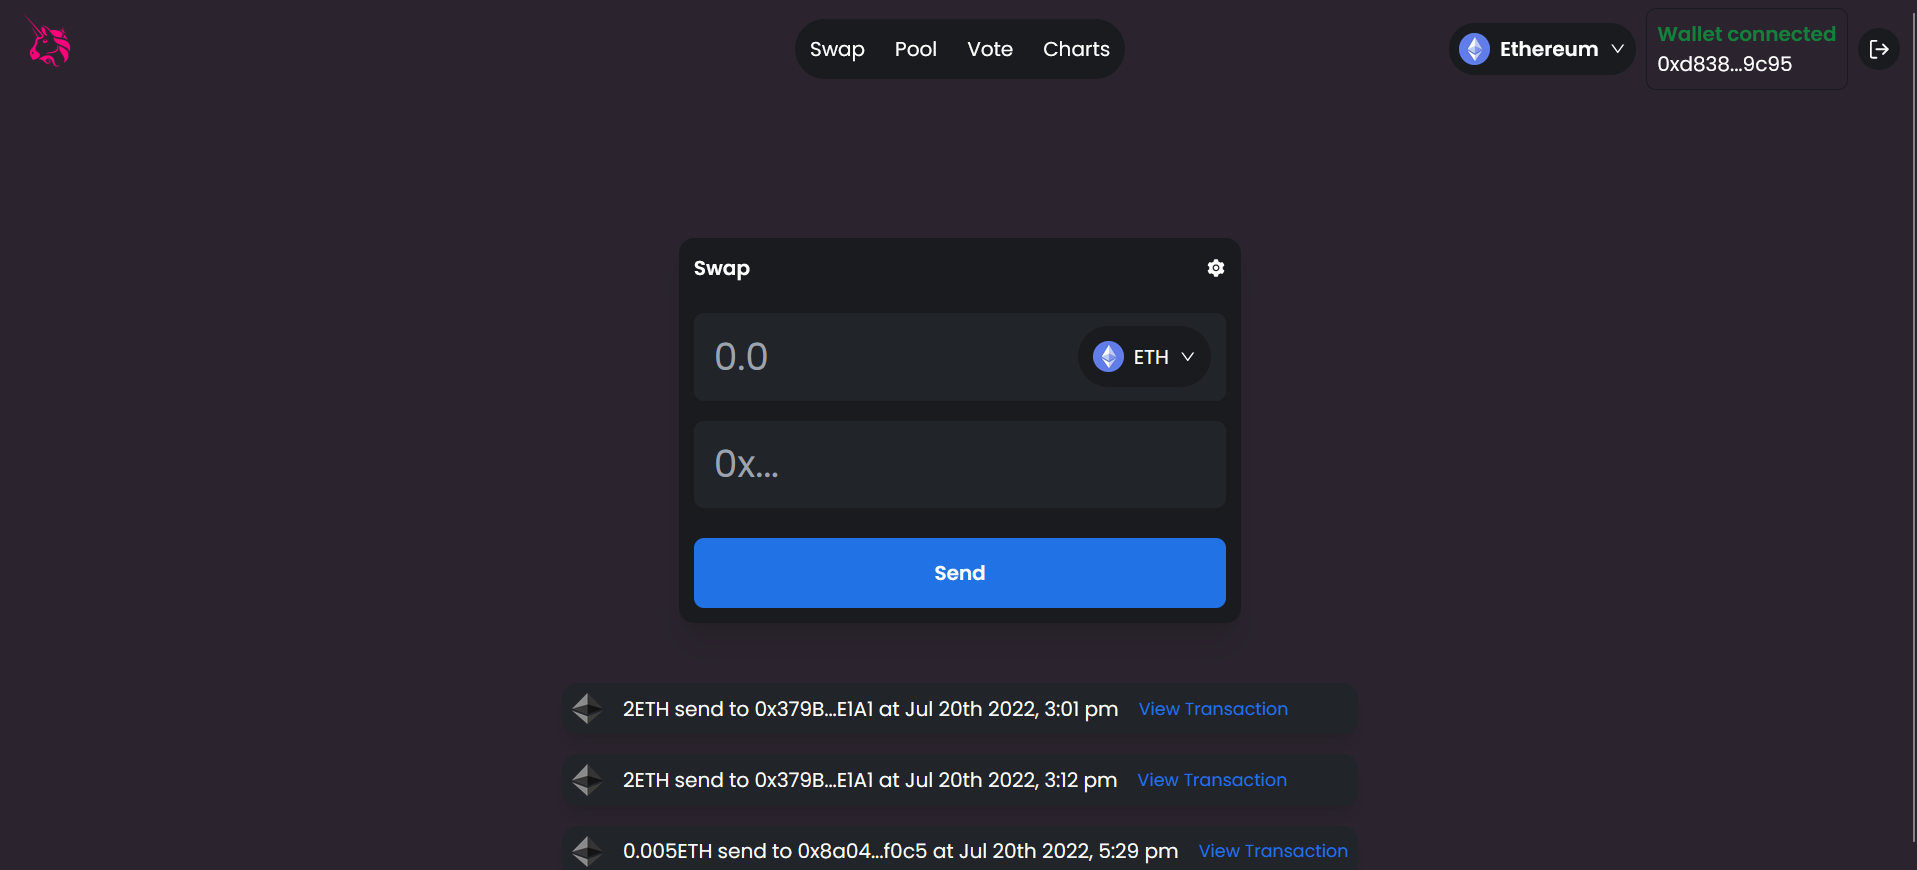 Swap Pool Vote Charts
Ethereum
Wallet connected
0xd838...9c95
Swap
0.0
ETH
0x...
Send
2ETH send to 0x379B...E1A1 at Jul 20th 2022, 3:01 pm View Transaction
2ETH send to 0x379B...E1A1 at Jul 20th 2022, 3:12 pm View Transaction
0.005ETH send to 0x8a04...f0c5 at Jul 20th 2022, 5:29 pm View Transaction